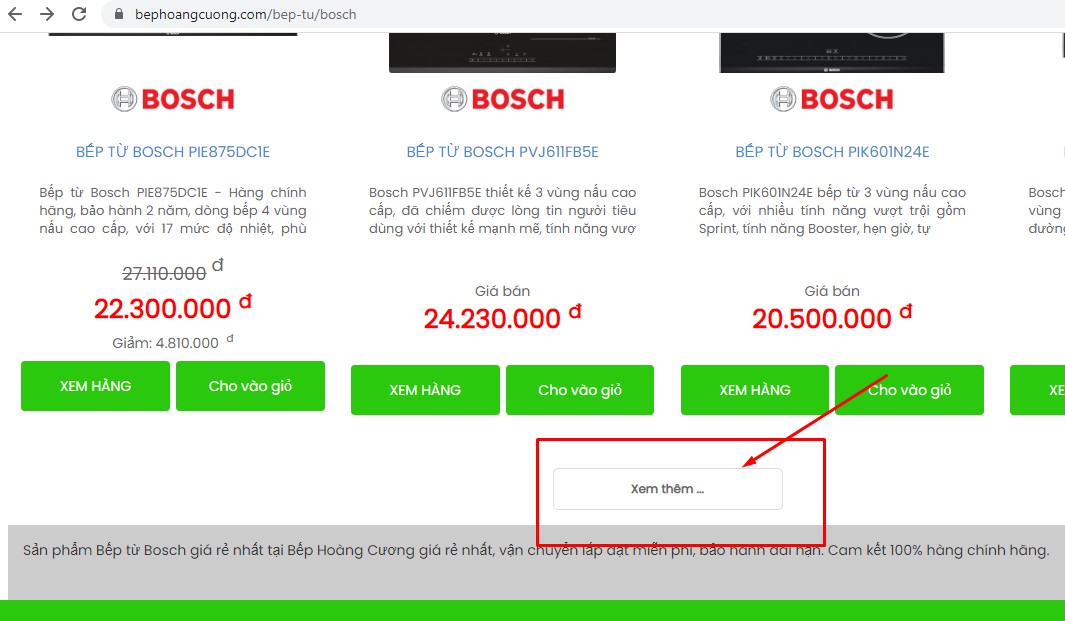 bephoangcuong.com/bep-tu/bosch
BOSCH
BOSCH
BOSCH
BẾP TỪ BOSCH PIE875DC1E
Bếp từ Bosch PIE875DC1E - Hàng chính
hãng, bảo hành 2 năm, dòng bếp 4 vùng
nấu cao cấp, với 17 mức độ nhiệt, phù
27.110.000 đ
22.300.000 đ
Giảm: 4.810.000 đ
XEM HÀNG
Cho vào giỏ
BẾP TỪ BOSCH PVJ611FB5E
Bosch PVJ611FB5E thiết kế 3 vùng nấu cao
cấp, đã chiếm được lòng tin người tiêu
dùng với thiết kế mạnh mẽ, tính năng vượ
Giá bán
24.230.000 đ
XEM HÀNG
Cho vào giỏ
BẾP TỪ BOSCH PIK601N24E
Bosch PIK601N24E bếp từ 3 vùng nấu cao
cấp, với nhiều tính năng vượt trội gồm
Sprint, tính năng Booster, hẹn giờ, tự
Giá bán
20.500.000 đ
XEM HÀNG
Cho vào giỏ
Bosch
vùng
đường
XE
Xem thêm ...
Sản phẩm Bếp từ Bosch giá rẻ nhất tại Bếp Hoàng Cương giá rẻ nhất, vận chuyển lắp đặt miễn phí, bảo hành dài hạn. Cam kết 100% hàng chính hãng.